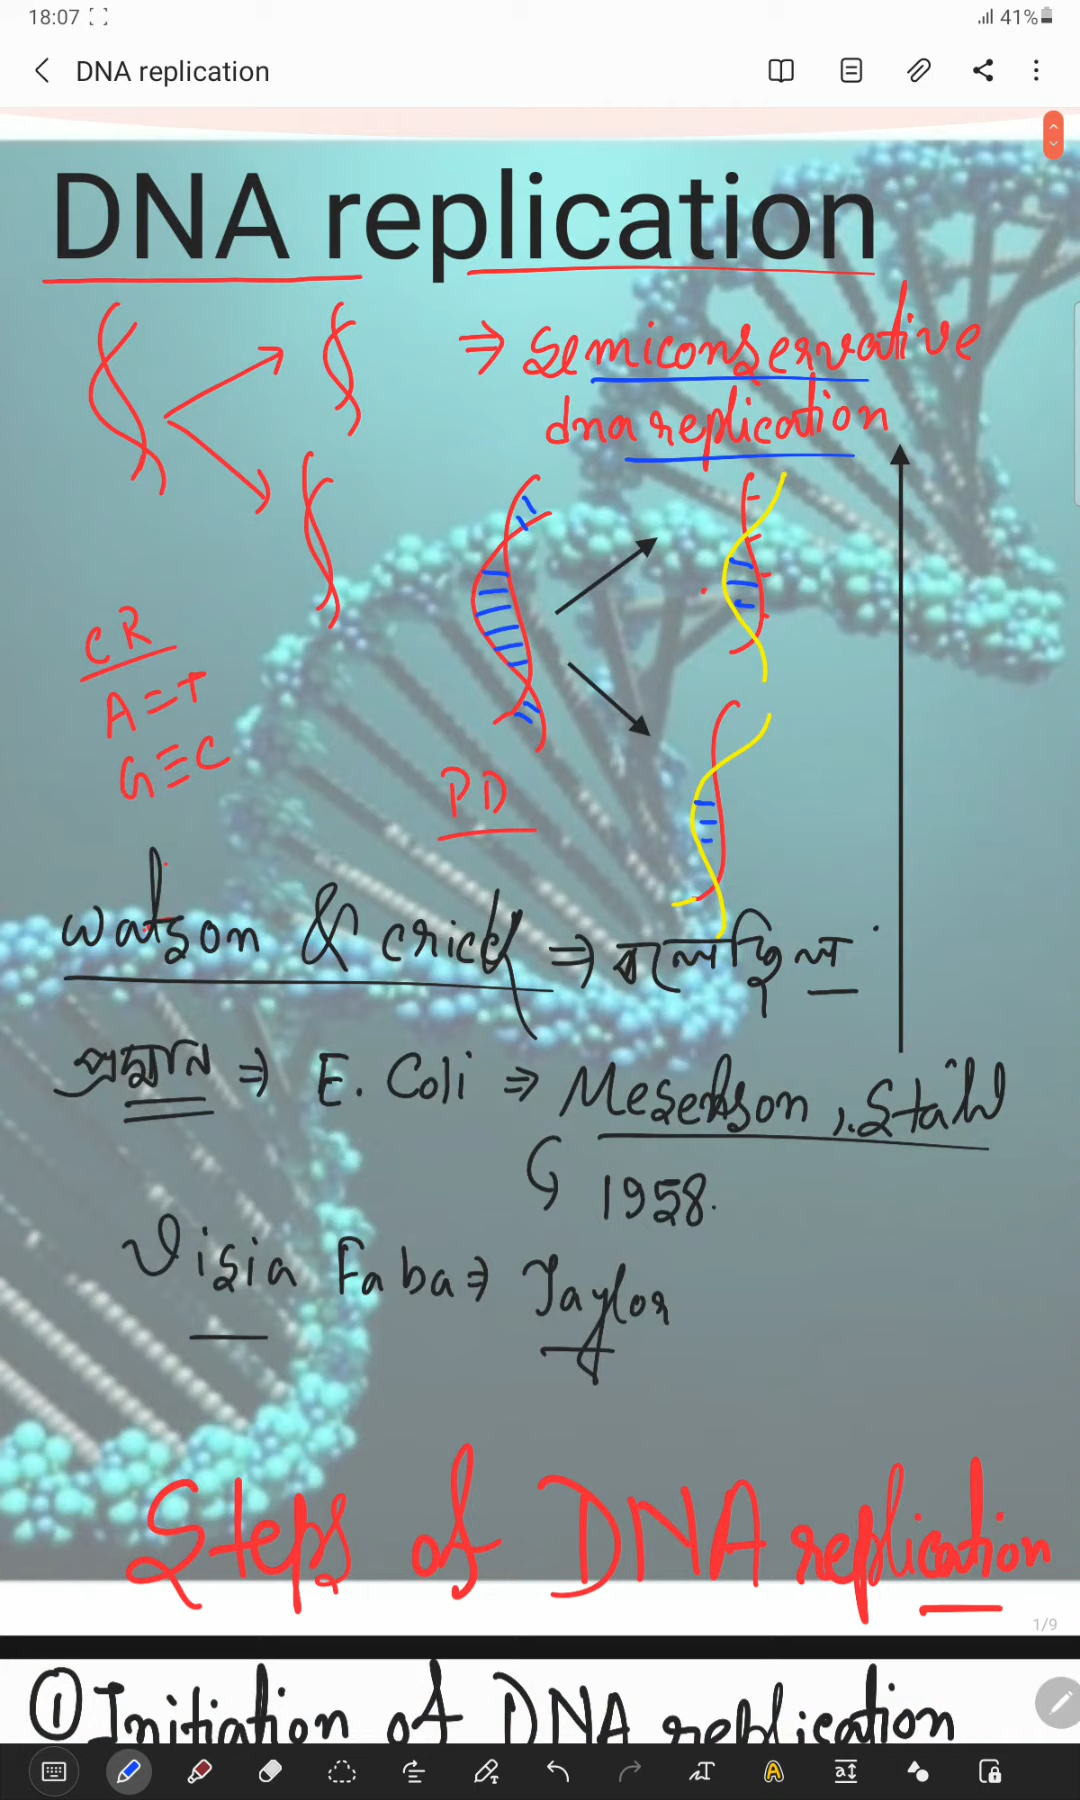 18:07
41%
DNA replication
DNA replication
⇒ Semiconservative
dna replication
CR
A=T
G≡C
PD
Watson & crick ⇒ বলেছিল
প্রমান ⇒ E. Coli ⇒ Meselson, Stahl
1958.
Visia Faba ⇒ Taylor
Steps of DNA replication
1/9
① Initiation of DNA replication